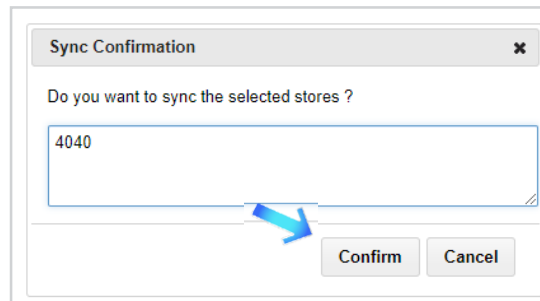 Sync Confirmation
Do you want to sync the selected stores ?
4040
Confirm Cancel